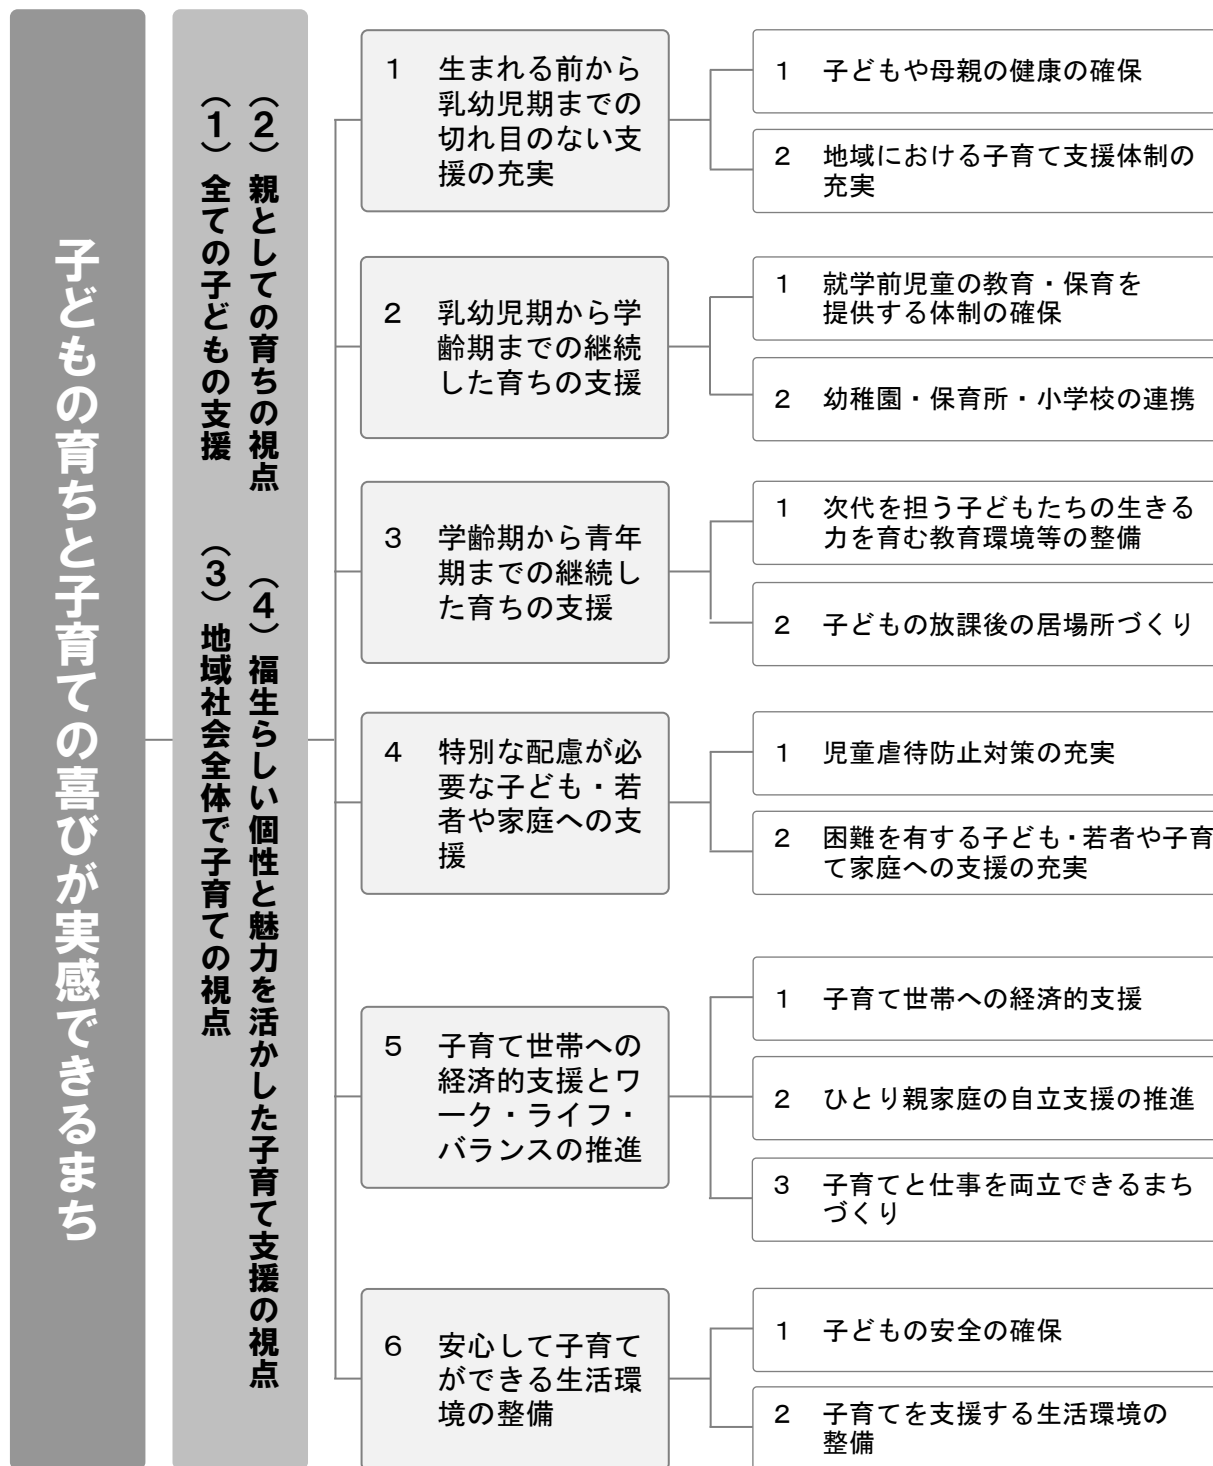 子どもの育ちと子育ての喜びが実感できるまち
（１）全ての子どもの支援
（２）親としての育ちの視点
（３）地域社会全体で子育ての視点
（４）福生らしい個性と魅力を活かした子育て支援の視点
１　生まれる前から
乳幼児期までの
切れ目のない支
援の充実
１　子どもや母親の健康の確保
２　地域における子育て支援体制の
充実
２　乳幼児期から学
齢期までの継続
した育ちの支援
１　就学前児童の教育・保育を
提供する体制の確保
２　幼稚園・保育所・小学校の連携
３　学齢期から青年
期までの継続し
た育ちの支援
１　次代を担う子どもたちの生きる
力を育む教育環境等の整備
２　子どもの放課後の居場所づくり
４　特別な配慮が必
要な子ども・若
者や家庭への支
援
１　児童虐待防止対策の充実
２　困難を有する子ども・若者や子育
て家庭への支援の充実
５　子育て世帯への
経済的支援とワ
ーク・ライフ・
バランスの推進
１　子育て世帯への経済的支援
２　ひとり親家庭の自立支援の推進
３　子育てと仕事を両立できるまち
づくり
６　安心して子育て
ができる生活環
境の整備
１　子どもの安全の確保
２　子育てを支援する生活環境の
整備